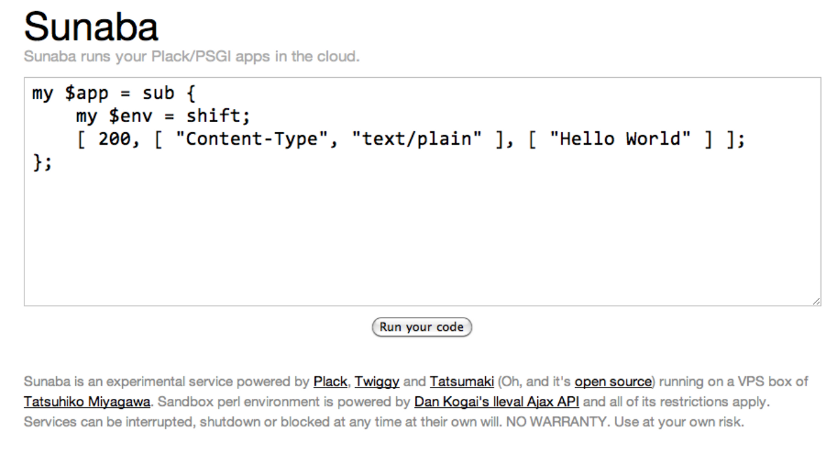 Sunaba
Sunaba runs your Plack/PSGI apps in the cloud.
my $app = sub {
    my $env = shift;
    [ 200, [ "Content-Type", "text/plain" ], [ "Hello World" ] ];
};
Run your code
Sunaba is an experimental service powered by Plack, Twiggy and Tatsumaki (Oh, and it's open source) running on a VPS box of
Tatsuhiko Miyagawa. Sandbox perl environment is powered by Dan Kogai's lleval Ajax API and all of its restrictions apply.
Services can be interrupted, shutdown or blocked at any time at their own will. NO WARRANTY. Use at your own risk.